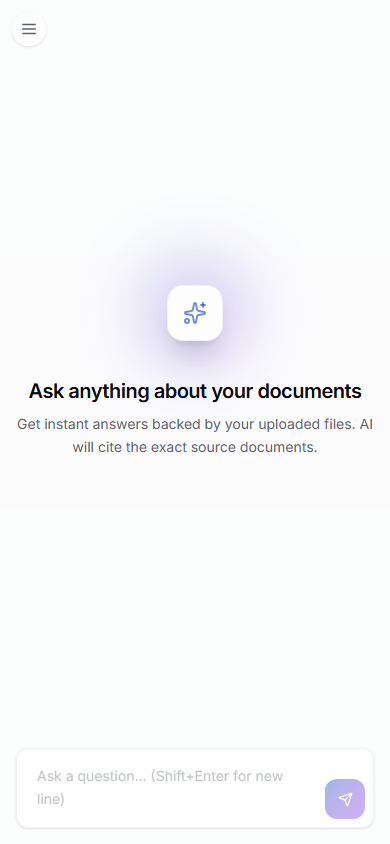 Ask anything about your documents
Get instant answers backed by your uploaded files. AI
will cite the exact source documents.
Ask a question... (Shift+Enter for new
line)